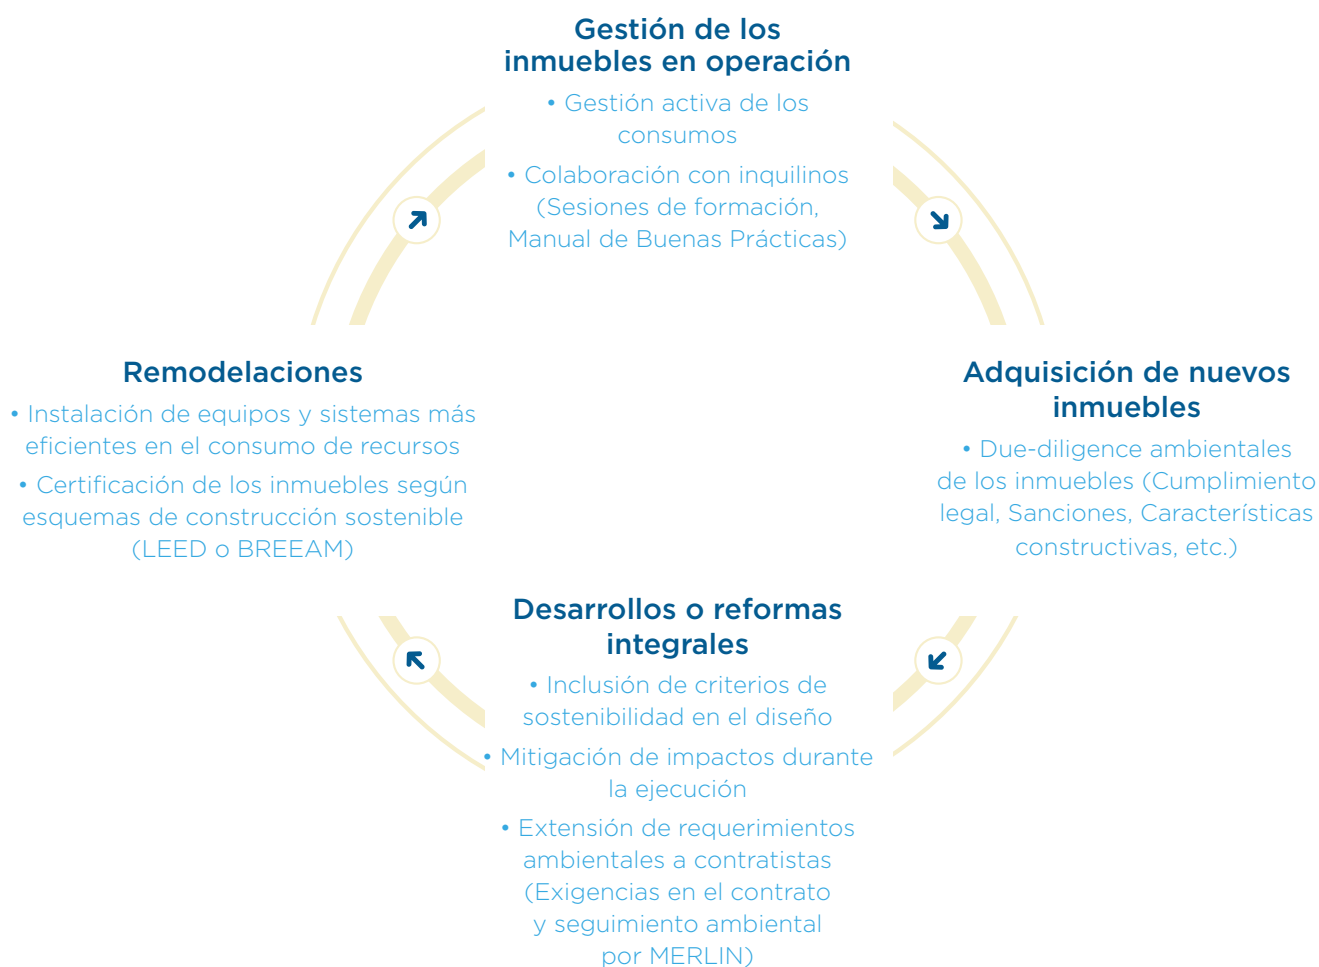 Gestión de los
inmuebles en operación
• Gestión activa de los
consumos
• Colaboración con inquilinos
(Sesiones de formación,
Manual de Buenas Prácticas)
Remodelaciones
• Instalación de equipos y sistemas más
eficientes en el consumo de recursos
• Certificación de los inmuebles según
esquemas de construcción sostenible
(LEED o BREEAM)
Adquisición de nuevos
inmuebles
• Due-diligence ambientales
de los inmuebles (Cumplimiento
legal, Sanciones, Características
constructivas, etc.)
Desarrollos o reformas
integrales
• Inclusión de criterios de
sostenibilidad en el diseño
• Mitigación de impactos durante
la ejecución
• Extensión de requerimientos
ambientales a contratistas
(Exigencias en el contrato
y seguimiento ambiental
por MERLIN)